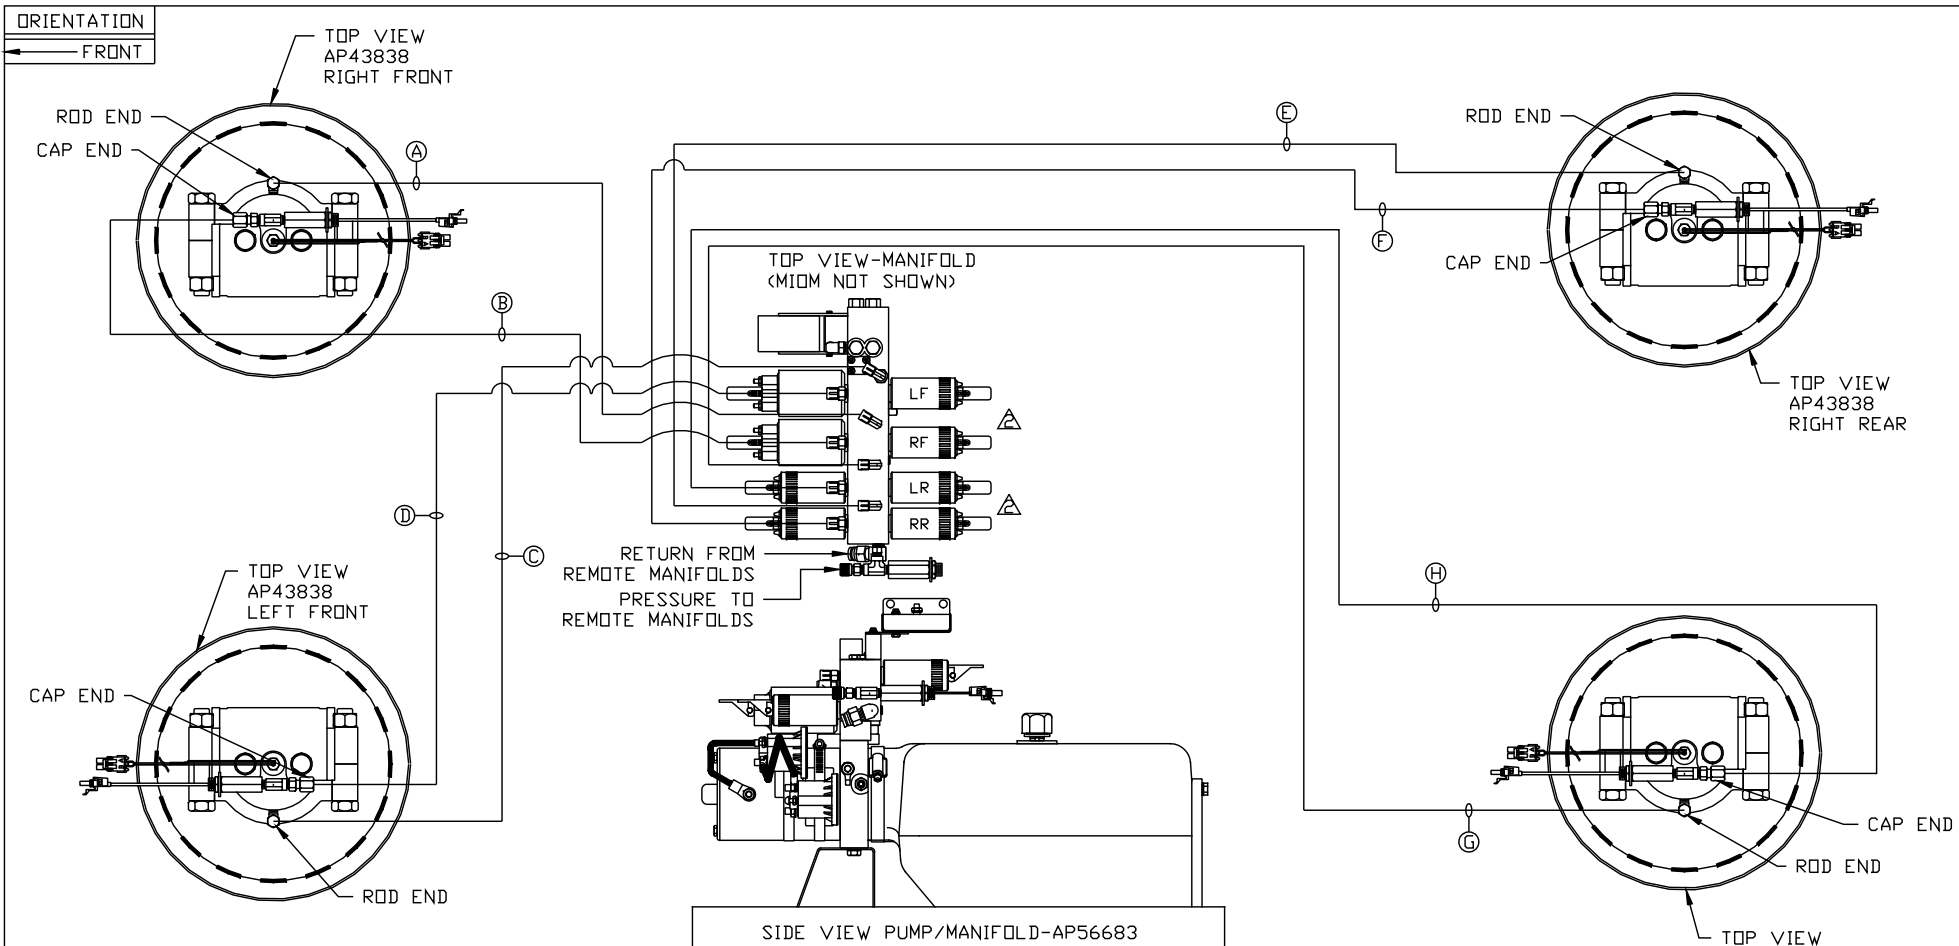 ORIENTATION
FRONT
TOP VIEW
AP43838
RIGHT FRONT
ROD END
CAP END
A
B
E
F
ROD END
CAP END
TOP VIEW
AP43838
RIGHT REAR
TOP VIEW-MANIFOLD
(MIOM NOT SHOWN)
LF
2
RF
LR
2
RR
RETURN FROM
REMOTE MANIFOLDS
PRESSURE TO
REMOTE MANIFOLDS
D
C
TOP VIEW
AP43838
LEFT FRONT
CAP END
ROD END
H
G
CAP END
ROD END
TOP VIEW
SIDE VIEW PUMP/MANIFOLD-AP56683